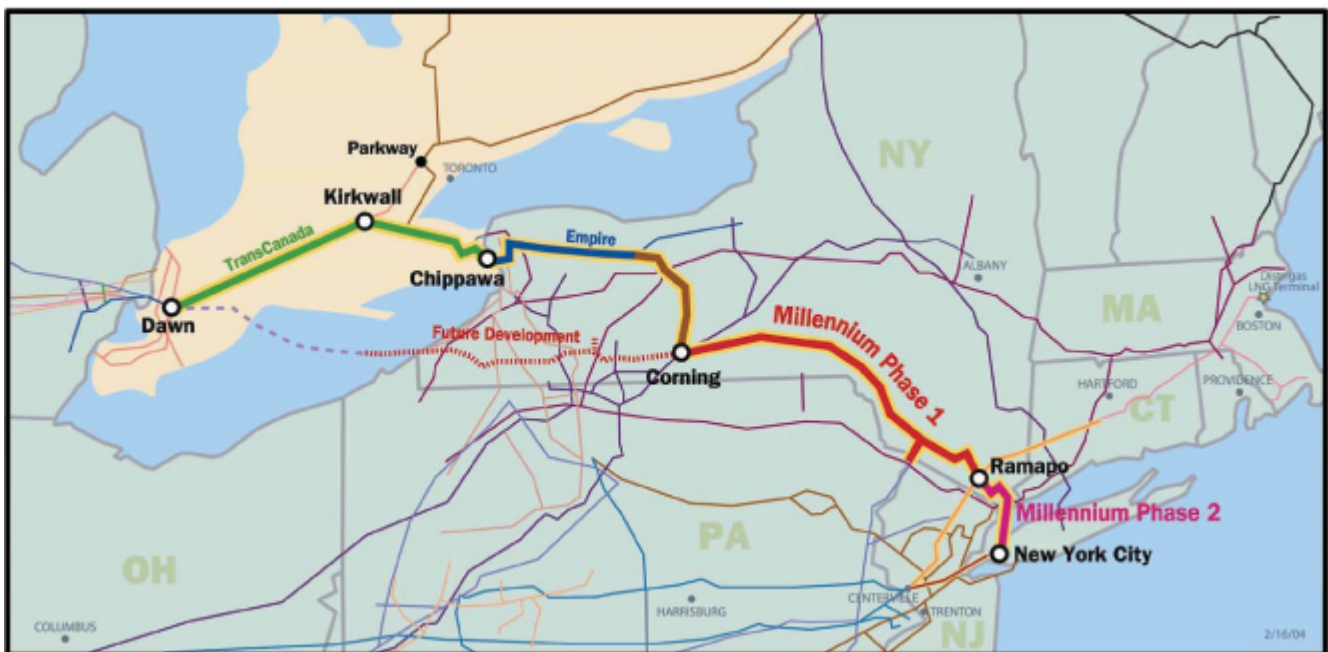 NY
Parkway
TORONTO
Kirkwall
TransCanada
Empire
ALBANY
Chippawa
MA
Distrigas
LNG Terminal
BOSTON
Dawn
Future Development
Millennium Phase 1
Corning
HARTFORD
PROVIDENCE
CT
Ramapo
Millennium Phase 2
PA
New York City
OH
CENTERVILLE
HARRISBURG
TRENTON
COLUMBUS
NJ
2/16/04